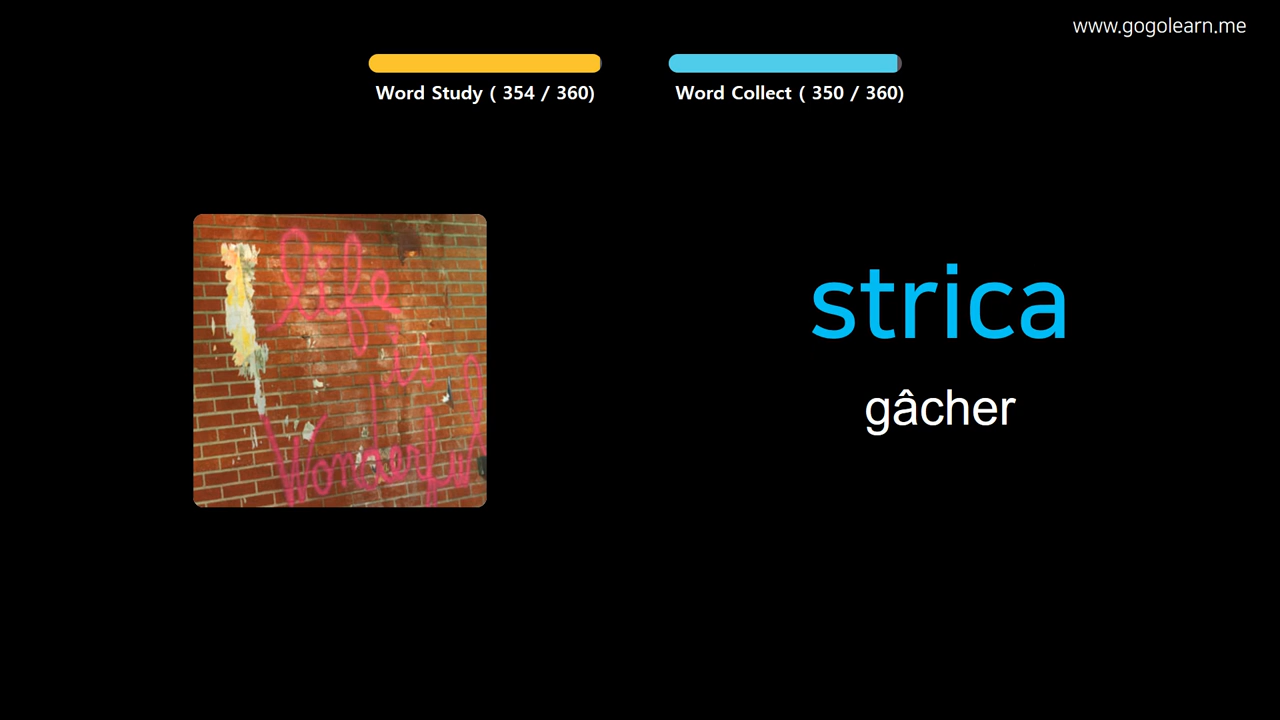 www.gogolearn.me
Word Study ( 354 / 360)
Word Collect ( 350 / 360)
life
is
Wonderful
strica
gâcher